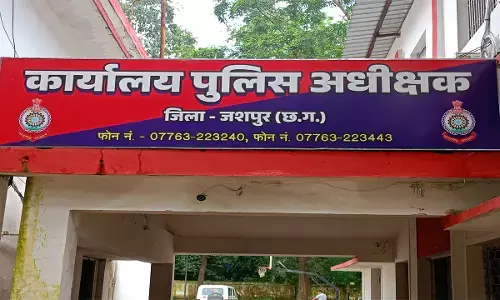 कार्यालय पुलिस अधीक्षक
जिला - जशपुर (छ.ग.)
फोन नं. - 07763-223240, फोन नं. 07763-223443